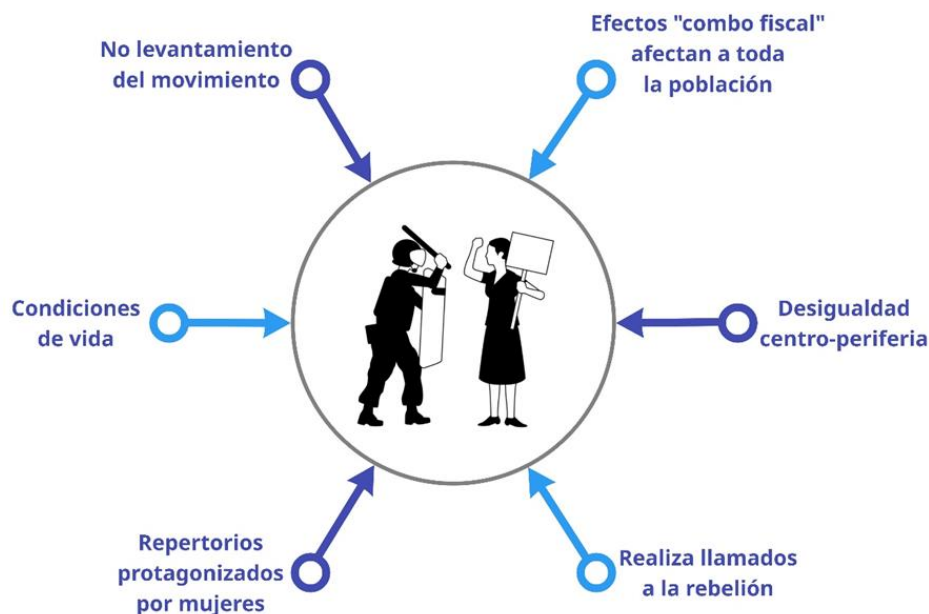 No levantamiento
del movimiento
Efectos "combo fiscal"
afectan a toda
la población
Condiciones
de vida
Desigualdad
centro-periferia
Repertorios
protagonizados
por mujeres
Realiza llamados
a la rebelión